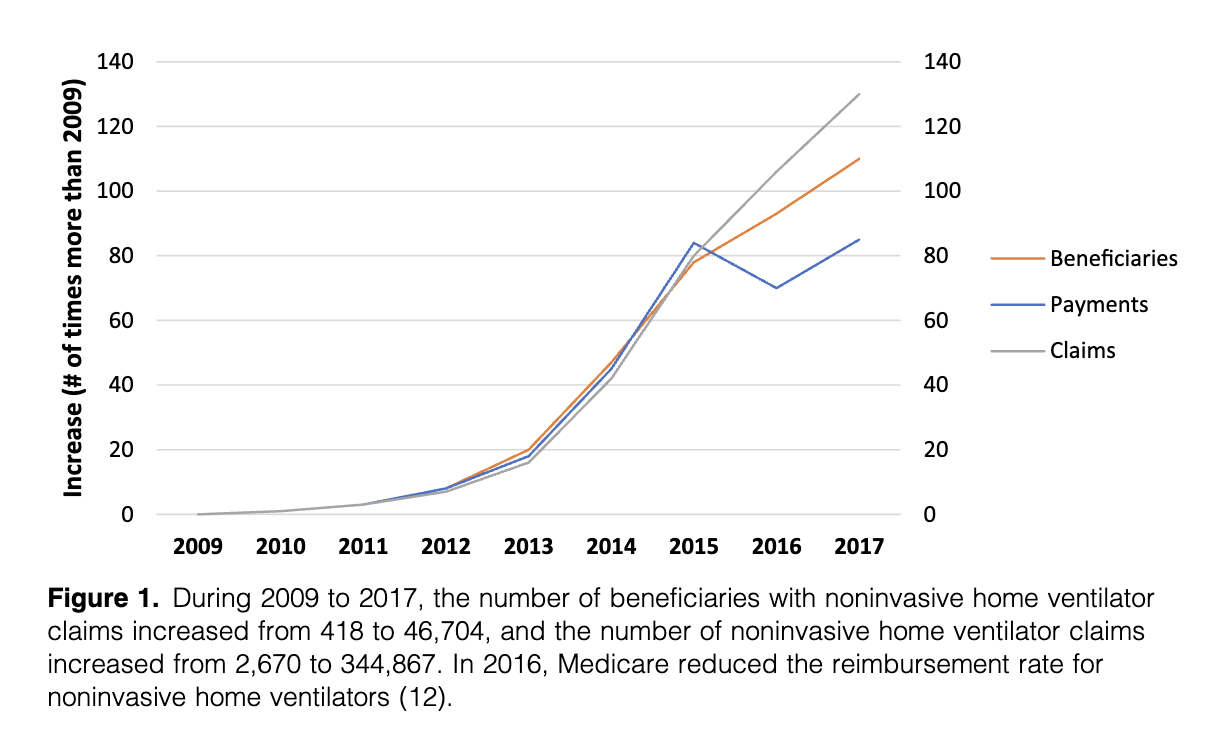 140 140
120 120
100 100
80 80
60 60
40 40
20 20
0 0
Increase (# of times more than 2009)
2009 2010 2011 2012 2013 2014 2015 2016 2017
Beneficiaries
Payments
Claims
Figure 1. During 2009 to 2017, the number of beneficiaries with noninvasive home ventilator
claims increased from 418 to 46,704, and the number of noninvasive home ventilator claims
increased from 2,670 to 344,867. In 2016, Medicare reduced the reimbursement rate for
noninvasive home ventilators (12).